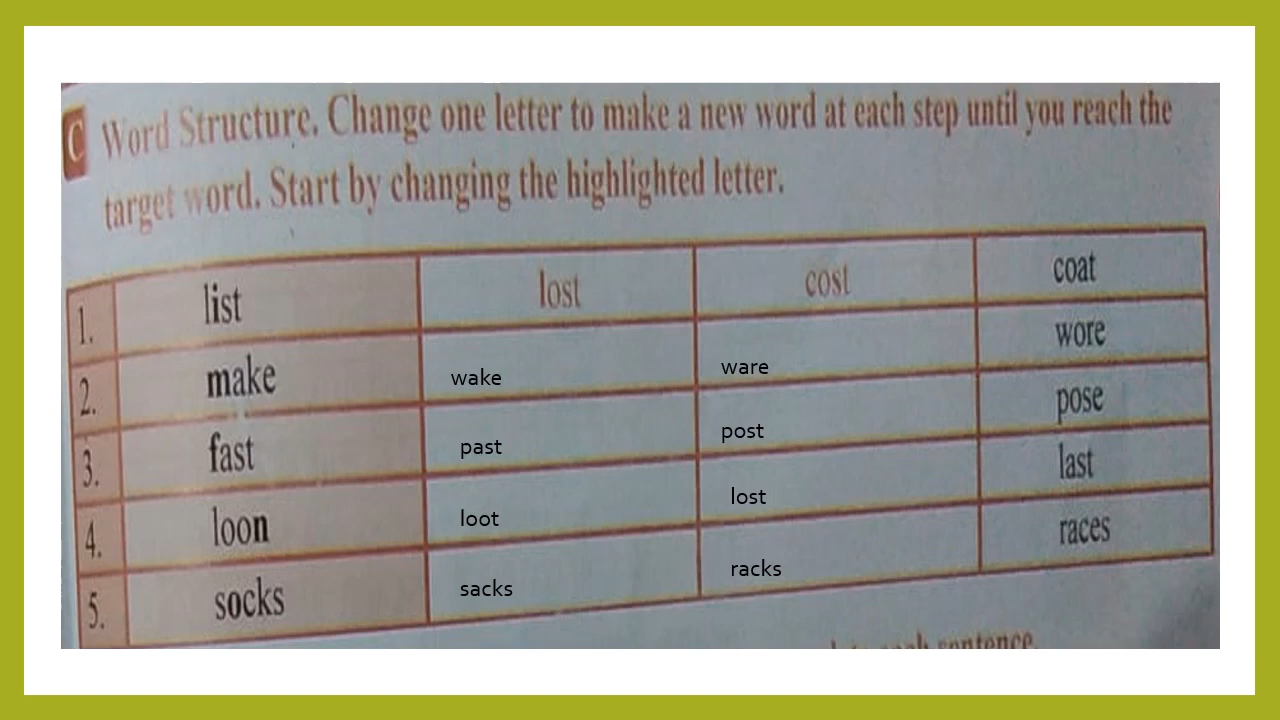 C Word Structure. Change one letter to make a new word at each step until you reach the
target word. Start by changing the highlighted letter.
1. list lost cost coat
2. make wake ware wore
3. fast past post pose
4. loon loot lost last
5. socks sacks racks races
each sentence.